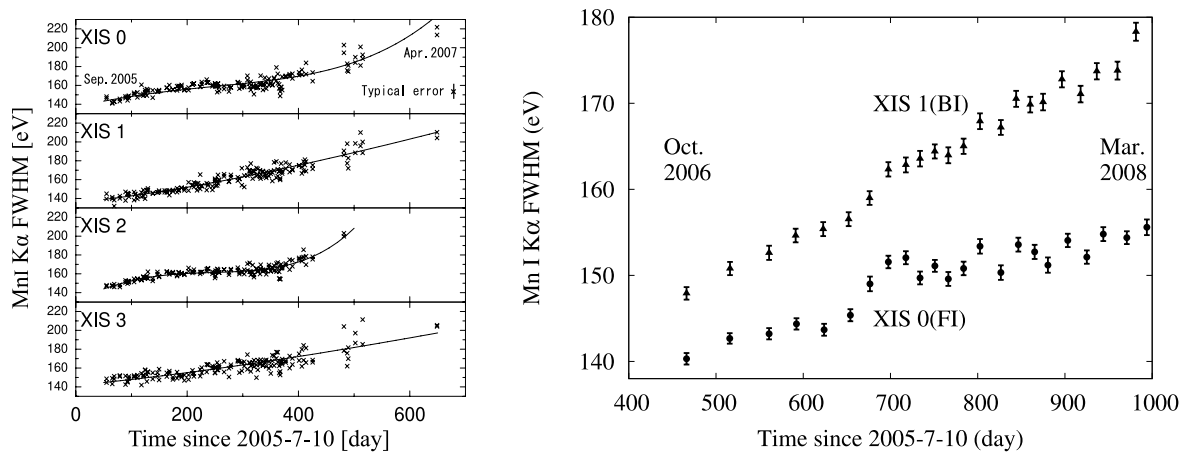 MnI Kα FWHM [eV]
XIS 0
Sep.2005
Apr.2007
Typical error
220
200
180
160
140
XIS 1
220
200
180
160
140
XIS 2
220
200
180
160
140
XIS 3
220
200
180
160
140
0 200 400 600
Time since 2005-7-10 [day]
Mn I Kα FWHM (eV)
180
170
160
150
140
XIS 1(BI)
Oct.
2006
Mar.
2008
XIS 0(FI)
400 500 600 700 800 900 1000
Time since 2005-7-10 (day)